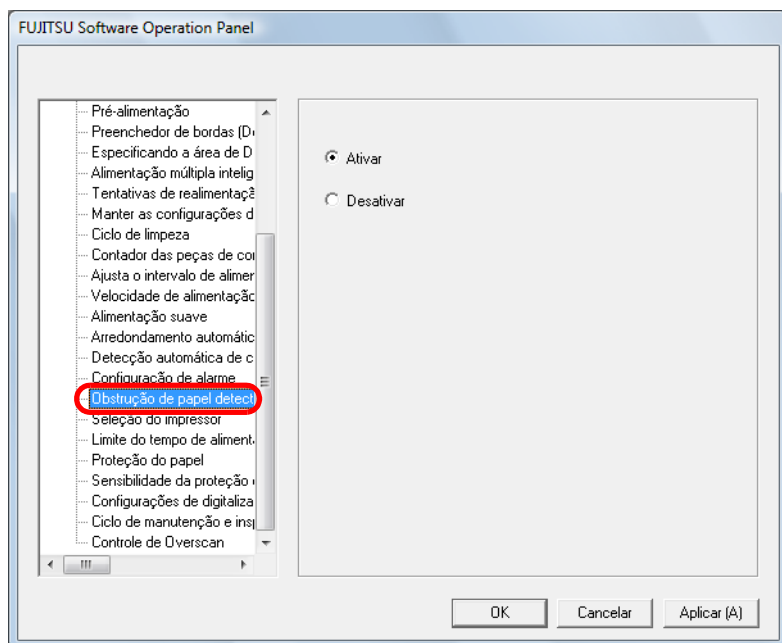 FUJITSU Software Operation Panel
Pré-alimentação
Preenchedor de bordas (D
Especificando a área de D
Alimentação múltipla intelig
Tentativas de realimentaçã
Manter as configurações d
Ciclo de limpeza
Contador das peças de co
Ajusta o intervalo de alimer
Velocidade de alimentação
Alimentação suave
Arredondamento automátic
Detecção automática de c
Configuração de alarme
Obstrução de papel detect
Seleção do impressor
Limite do tempo de aliment
Proteção do papel
Sensibilidade da proteção
Configurações de digitaliza
Ciclo de manutenção e insp
Controle de Overscan
Ativar
Desativar
OK
Cancelar
Aplicar (A)